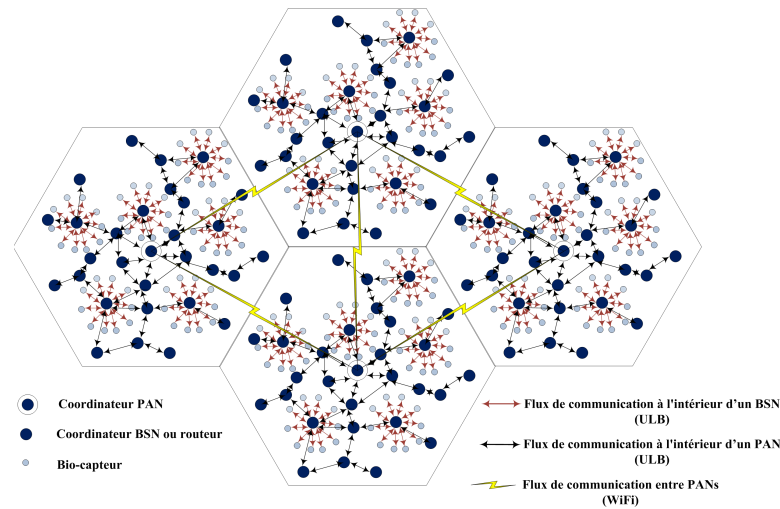 Coordinateur PAN
Coordinateur BSN ou routeur
Bio-capteur
Flux de communication à l'intérieur d'un BSN
(ULB)
Flux de communication à l'intérieur d'un PAN
(ULB)
Flux de communication entre PANs
(WiFi)